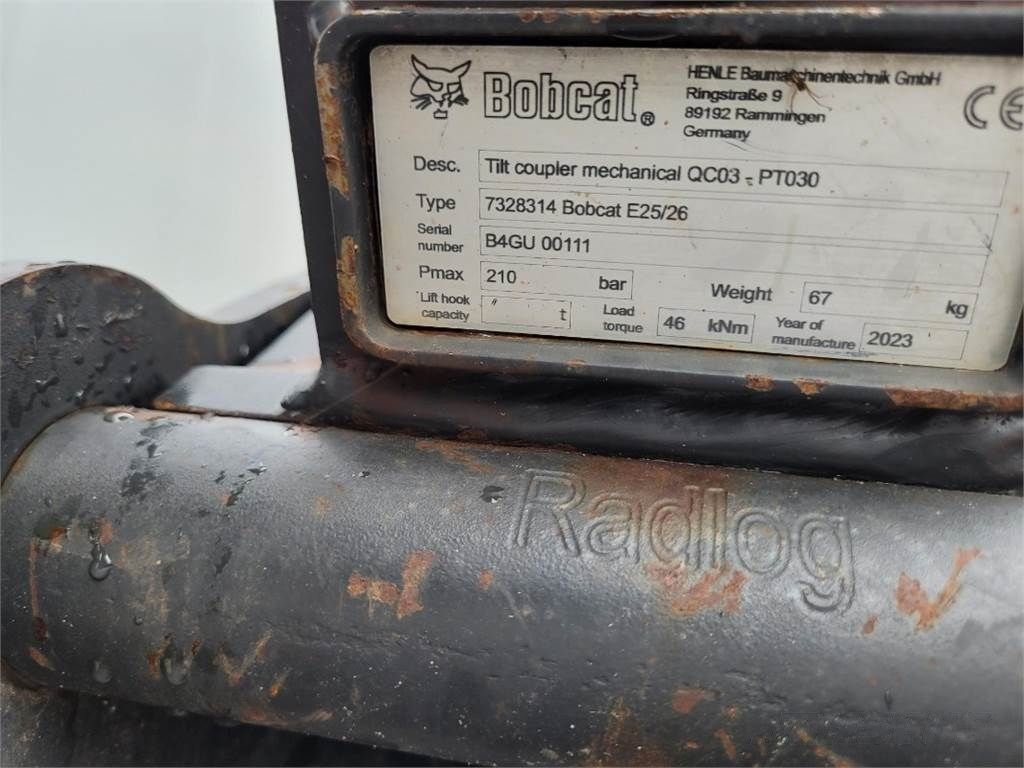 Bobcat®
HENLE Baumaschinentechnik GmbH
Ringstraße 9
89192 Rammingen
Germany
CE
Desc. Tilt coupler mechanical QC03 - PT030
Type 7328314 Bobcat E25/26
Serial number B4GU 00111
Pmax 210 bar Weight 67 kg
Lift hook capacity " t Load torque 46 kNm Year of manufacture 2023
Radlog